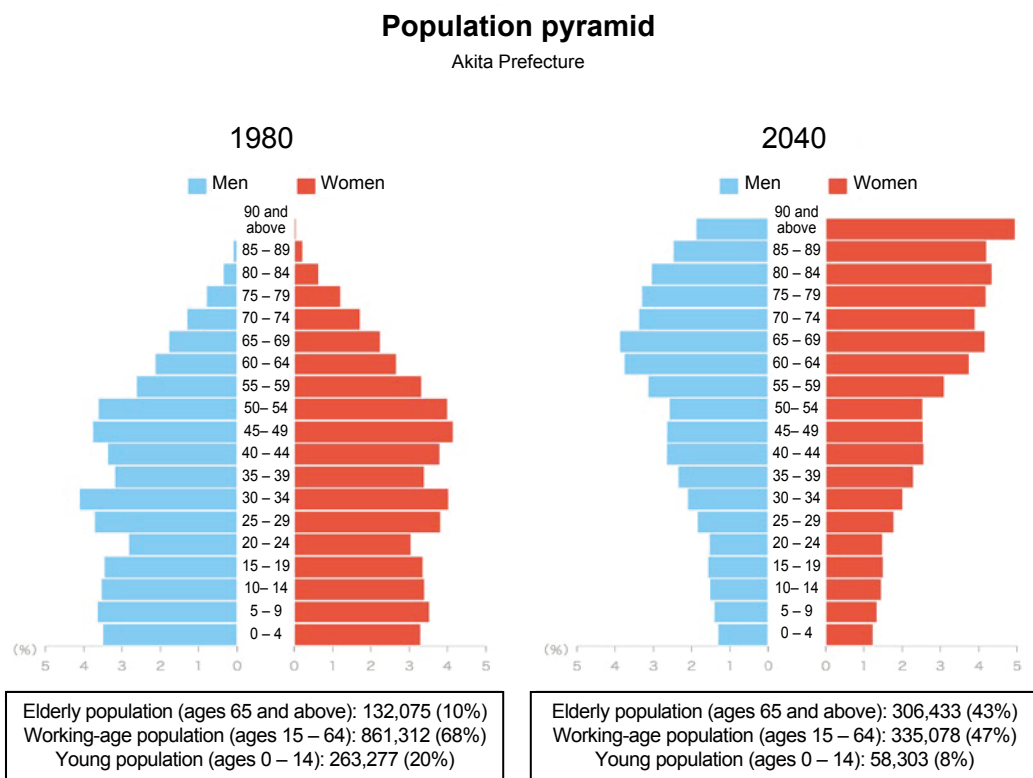 Population pyramid
Akita Prefecture
1980
Men
Women
90 and
above
85 – 89
80 – 84
75 – 79
70 – 74
65 – 69
60 – 64
55 – 59
50– 54
45– 49
40 – 44
35 – 39
30 – 34
25 – 29
20 – 24
15 – 19
10– 14
5 – 9
0 – 4
(%)
5 4 3 2 1 0 0 1 2 3 4 5
Elderly population (ages 65 and above): 132,075 (10%)
Working-age population (ages 15 – 64): 861,312 (68%)
Young population (ages 0 – 14): 263,277 (20%)
2040
Men
Women
90 and
above
85 – 89
80 – 84
75 – 79
70 – 74
65 – 69
60 – 64
55 – 59
50– 54
45– 49
40 – 44
35 – 39
30 – 34
25 – 29
20 – 24
15 – 19
10– 14
5 – 9
0 – 4
(%)
5 4 3 2 1 0 0 1 2 3 4 5
Elderly population (ages 65 and above): 306,433 (43%)
Working-age population (ages 15 – 64): 335,078 (47%)
Young population (ages 0 – 14): 58,303 (8%)